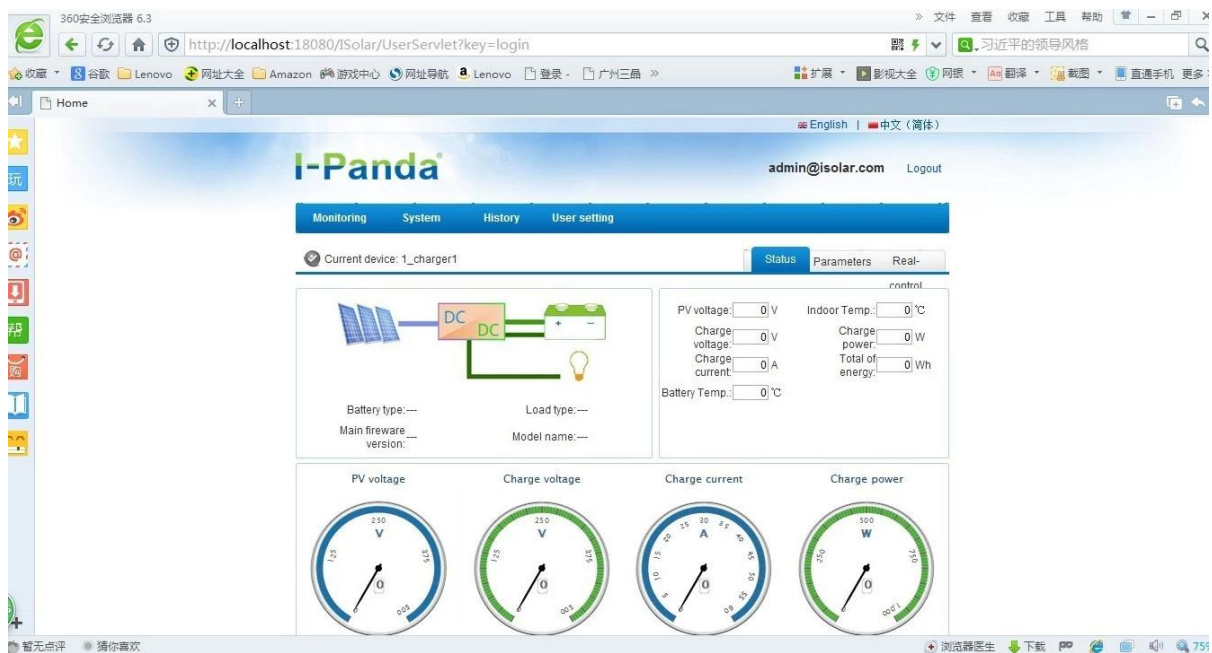 360安全浏览器 6.3
» 文件 查看 收藏 工具 帮助
http://localhost:18080/ISolar/UserServlet?key=login
习近平的领导风格
收藏 谷歌 Lenovo 网址大全 Amazon 游戏中心 网址导航 Lenovo 登录 - 广州三晶 »
扩展 影视大全 网银 翻译 截图 直通手机 更多
Home
English | 中文（简体）
I-Panda
admin@isolar.com Logout
玩
Monitoring System History User setting
Current device: 1_charger1
Status Parameters Real-
control
DC
DC
PV voltage: 0 V Indoor Temp.: 0 ℃
Charge voltage: 0 V Charge power: 0 W
Charge current: 0 A Total of energy: 0 Wh
Battery Temp.: 0 ℃
Battery type:--- Load type:---
Main fireware version:--- Model name:---
PV voltage Charge voltage Charge current Charge power
125 250 375 500 V 0
125 250 375 500 V 0
5 10 15 20 25 30 35 40 45 50 55 60 A 0
250 500 750 1,000 W 0
暂无点评 猜你喜欢
浏览器医生 下载 75%